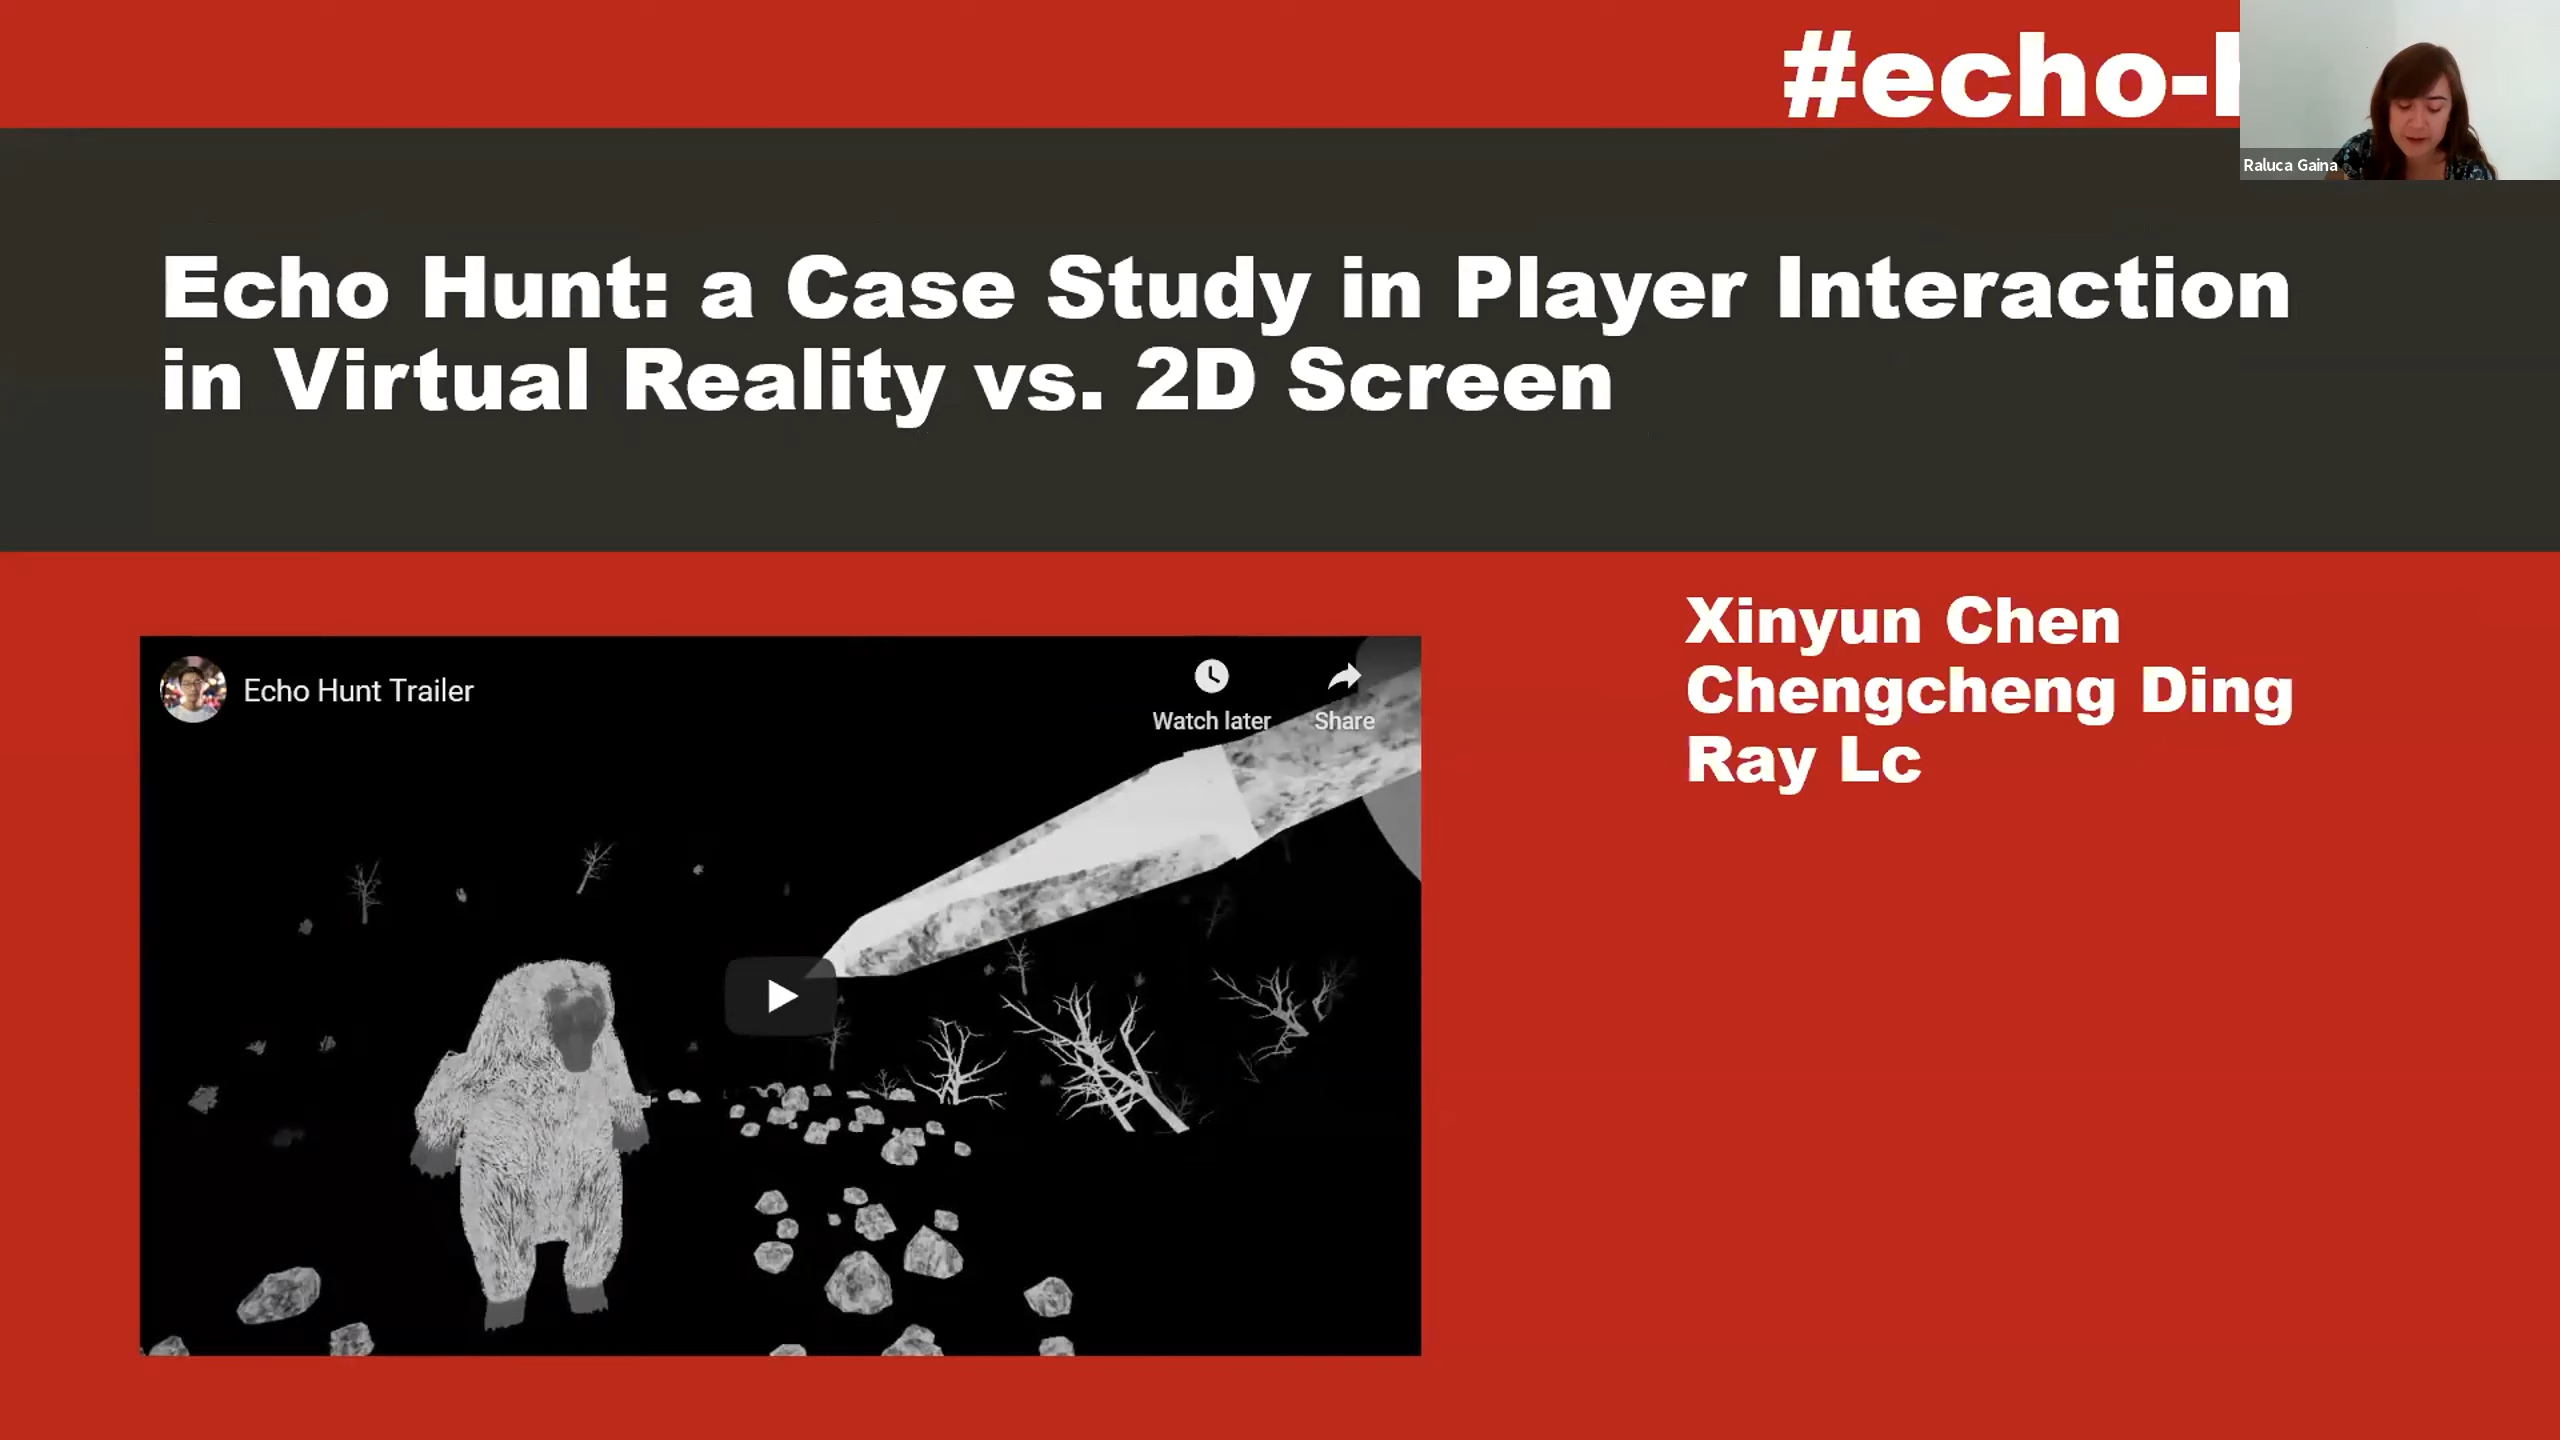 #echo-
Raluca Gaina
Echo Hunt: a Case Study in Player Interaction
in Virtual Reality vs. 2D Screen
Xinyun Chen
Chengcheng Ding
Ray Lc
Echo Hunt Trailer
Watch later
Share